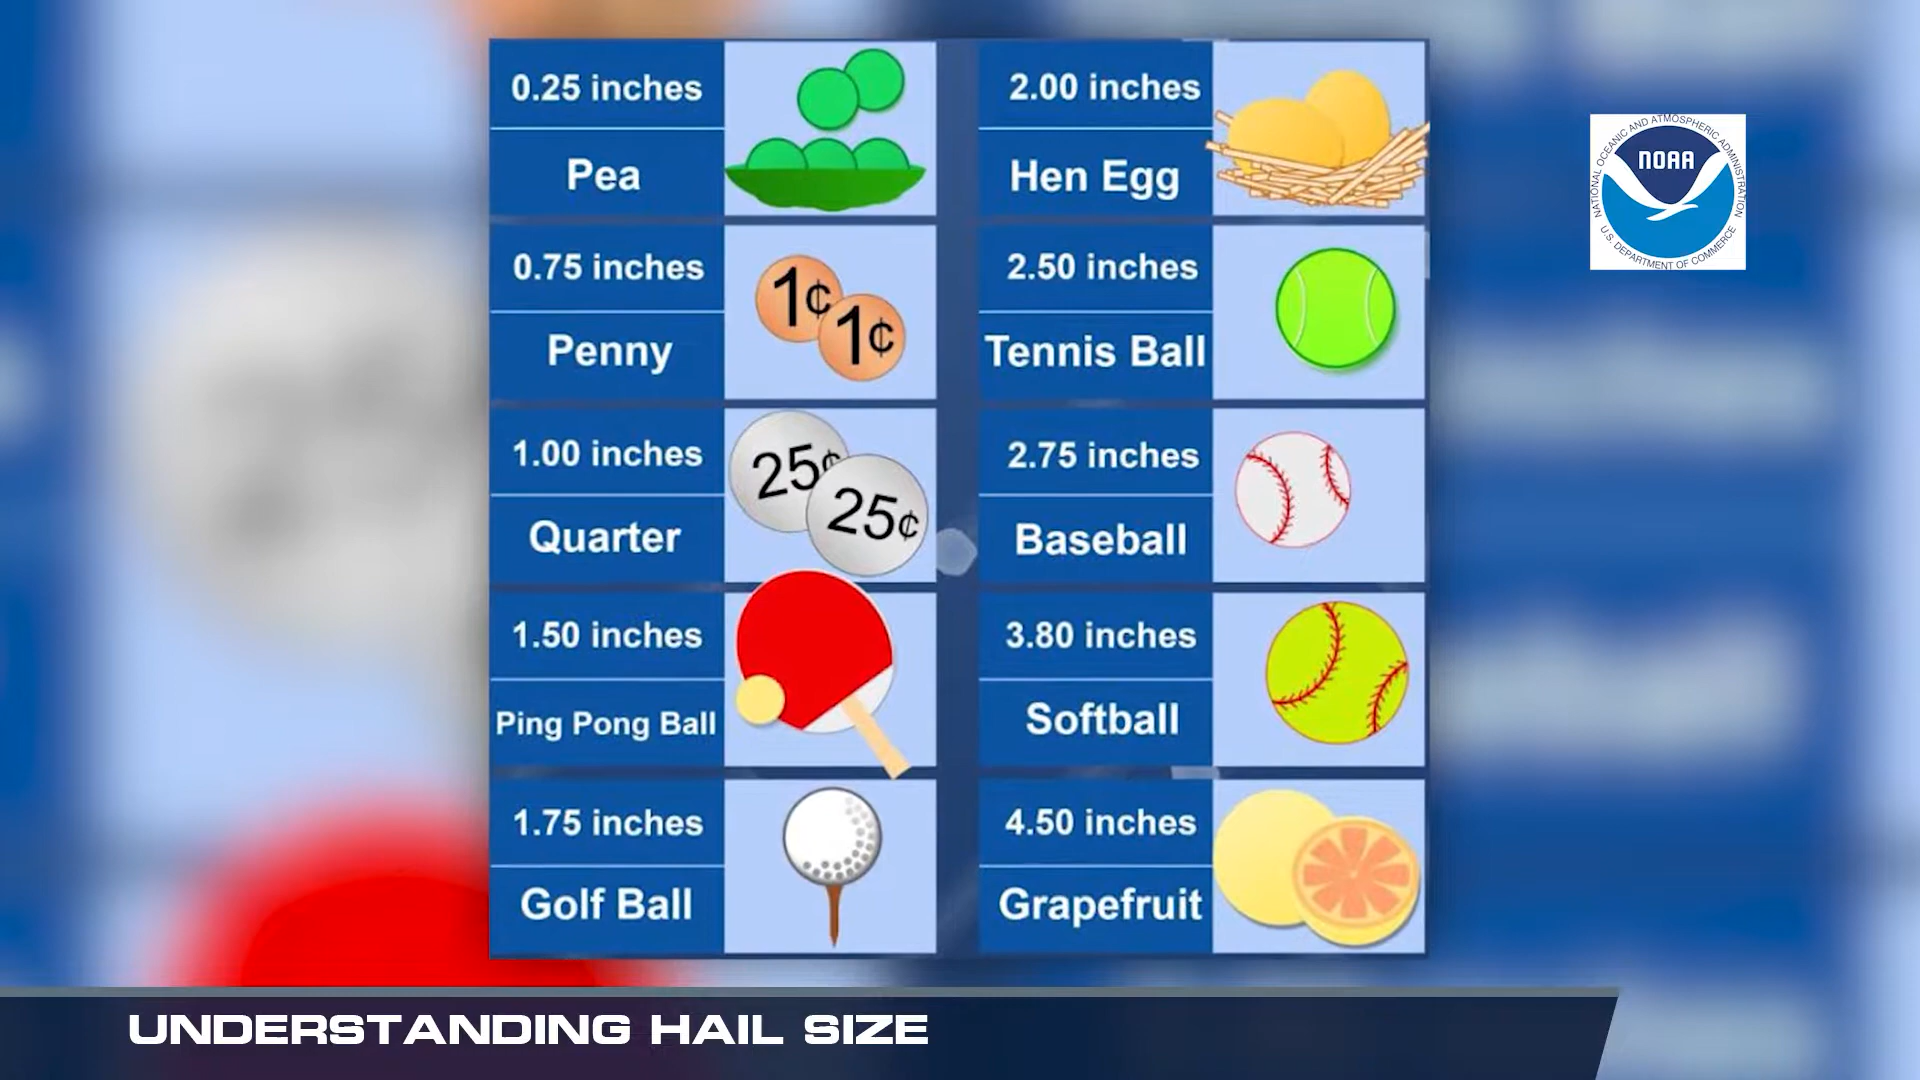 0.25 inches
Pea
0.75 inches
1¢
1¢
Penny
1.00 inches
25¢
25¢
Quarter
1.50 inches
Ping Pong Ball
1.75 inches
Golf Ball
2.00 inches
Hen Egg
2.50 inches
Tennis Ball
2.75 inches
Baseball
3.80 inches
Softball
4.50 inches
Grapefruit
NATIONAL OCEANIC AND ATMOSPHERIC ADMINISTRATION
NOAA
U.S. DEPARTMENT OF COMMERCE
UNDERSTANDING HAIL SIZE